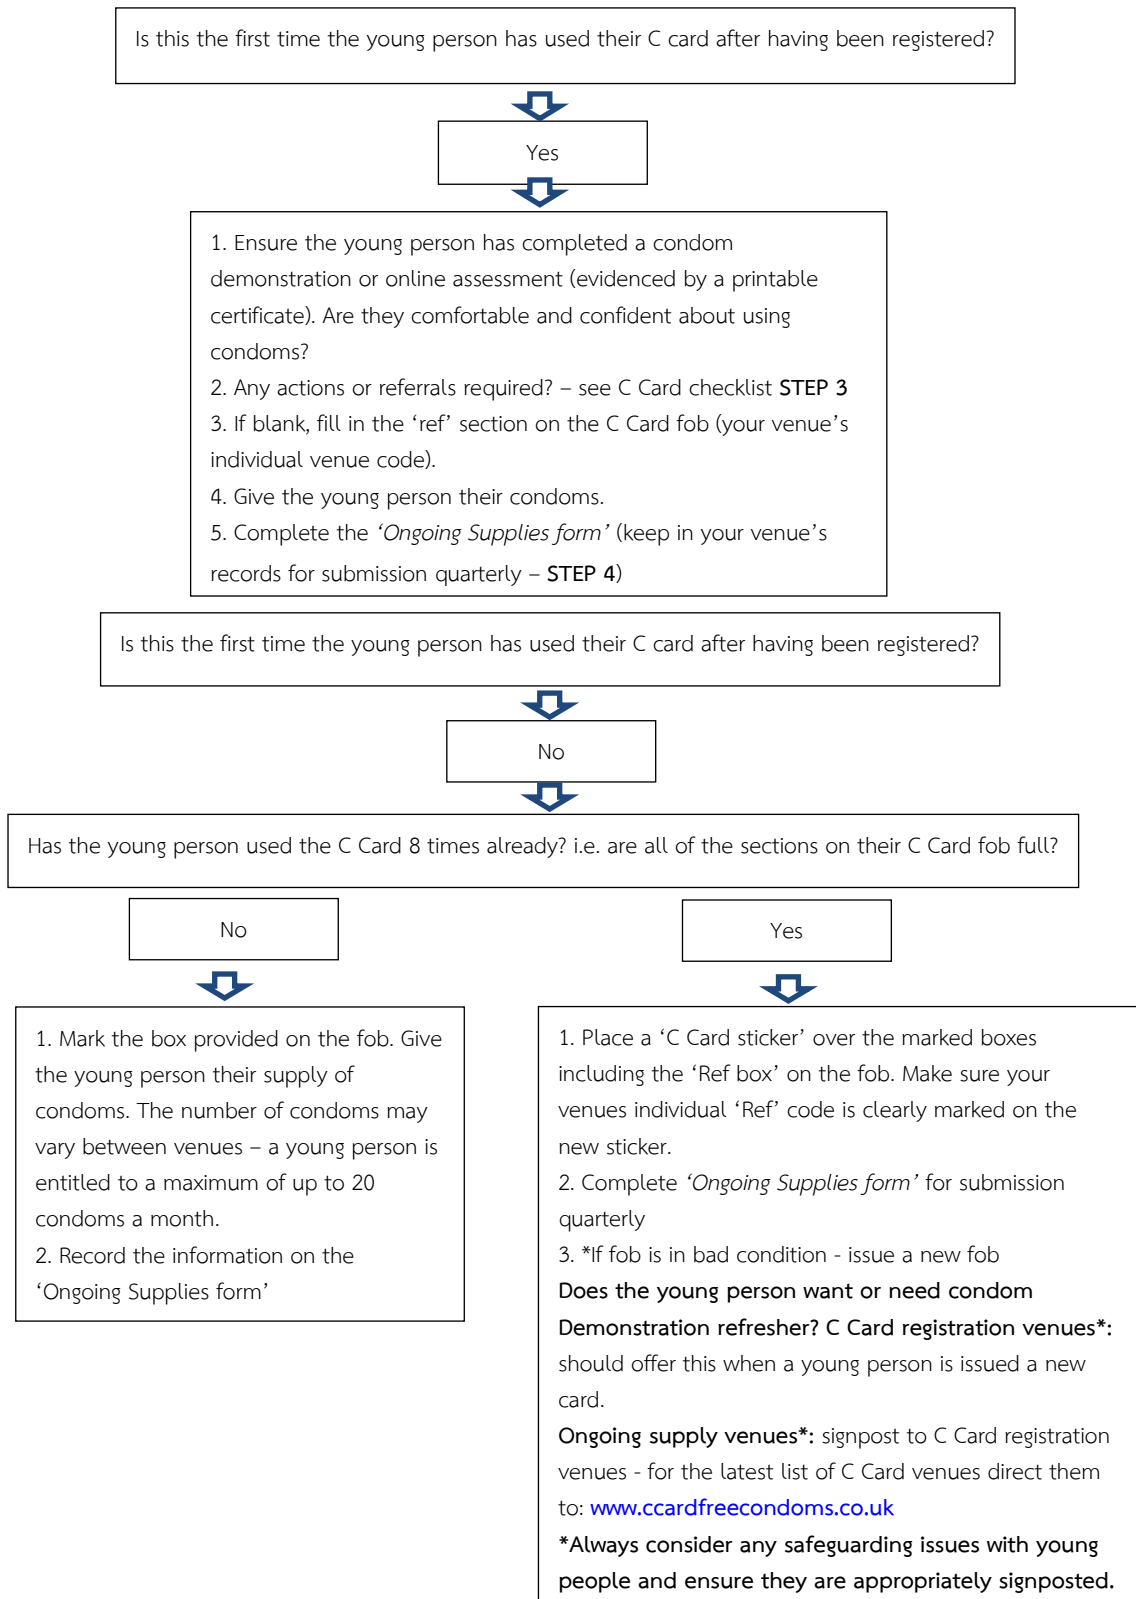 Is this the first time the young person has used their C card after having been registered?
Yes
1. Ensure the young person has completed a condom
demonstration or online assessment (evidenced by a printable
certificate). Are they comfortable and confident about using
condoms?
2. Any actions or referrals required? – see C Card checklist STEP 3
3. If blank, fill in the ‘ref’ section on the C Card fob (your venue’s
individual venue code).
4. Give the young person their condoms.
5. Complete the ‘Ongoing Supplies form’ (keep in your venue’s
records for submission quarterly – STEP 4)
Is this the first time the young person has used their C card after having been registered?
No
Has the young person used the C Card 8 times already? i.e. are all of the sections on their C Card fob full?
No
1. Mark the box provided on the fob. Give
the young person their supply of
condoms. The number of condoms may
vary between venues – a young person is
entitled to a maximum of up to 20
condoms a month.
2. Record the information on the
‘Ongoing Supplies form’
Yes
1. Place a ‘C Card sticker’ over the marked boxes
including the ‘Ref box’ on the fob. Make sure your
venues individual ‘Ref’ code is clearly marked on the
new sticker.
2. Complete ‘Ongoing Supplies form’ for submission
quarterly
3. *If fob is in bad condition - issue a new fob
Does the young person want or need condom
Demonstration refresher? C Card registration venues*:
should offer this when a young person is issued a new
card.
Ongoing supply venues*: signpost to C Card registration
venues - for the latest list of C Card venues direct them
to: www.ccardfreecondoms.co.uk
*Always consider any safeguarding issues with young
people and ensure they are appropriately signposted.